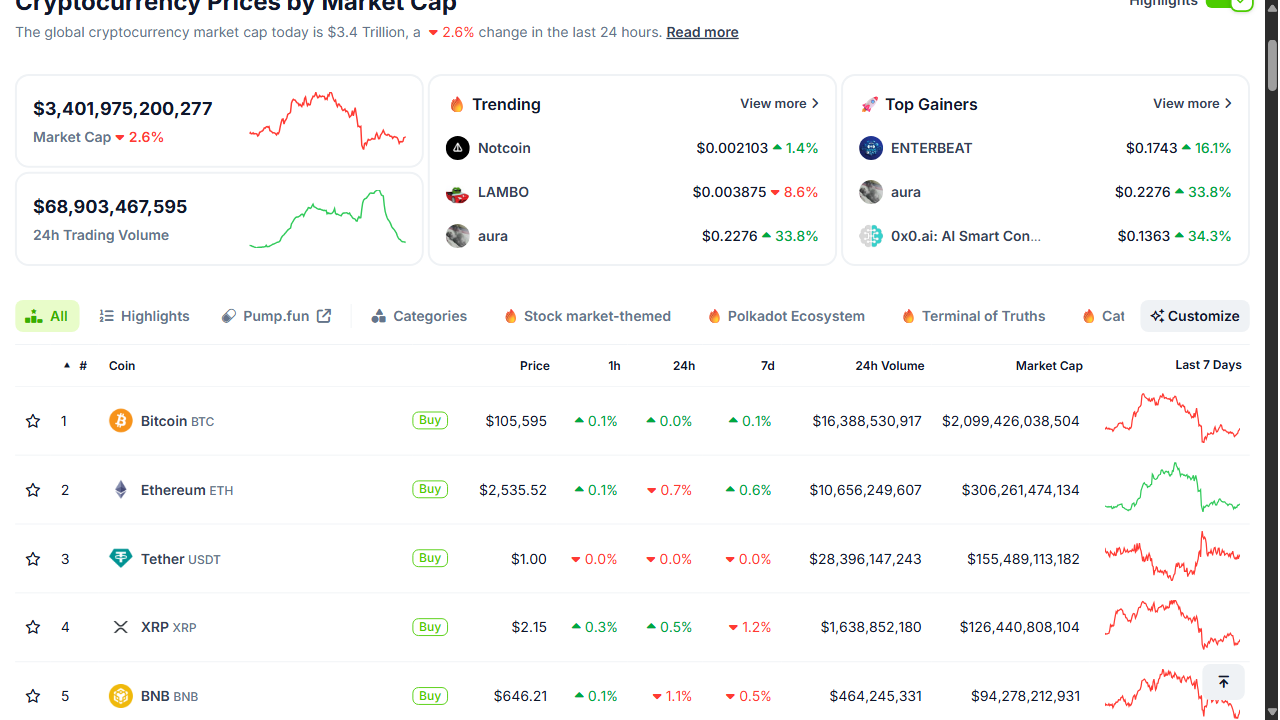 Cryptocurrency Prices by Market Cap
Highlights
The global cryptocurrency market cap today is $3.4 Trillion, a 2.6% change in the last 24 hours. Read more
$3,401,975,200,277
Market Cap 2.6%
$68,903,467,595
24h Trading Volume
Trending
View more
Notcoin $0.002103 1.4%
LAMBO $0.003875 8.6%
aura $0.2276 33.8%
Top Gainers
View more
ENTERBEAT $0.1743 16.1%
aura $0.2276 33.8%
0x0.ai: AI Smart Con... $0.1363 34.3%
All Highlights Pump.fun Categories Stock market-themed Polkadot Ecosystem Terminal of Truths Cat Customize
# Coin Price 1h 24h 7d 24h Volume Market Cap Last 7 Days
1 Bitcoin BTC Buy $105,595 0.1% 0.0% 0.1% $16,388,530,917 $2,099,426,038,504
2 Ethereum ETH Buy $2,535.52 0.1% 0.7% 0.6% $10,656,249,607 $306,261,474,134
3 Tether USDT Buy $1.00 0.0% 0.0% 0.0% $28,396,147,243 $155,489,113,182
4 XRP XRP Buy $2.15 0.3% 0.5% 1.2% $1,638,852,180 $126,440,808,104
5 BNB BNB Buy $646.21 0.1% 1.1% 0.5% $464,245,331 $94,278,212,931